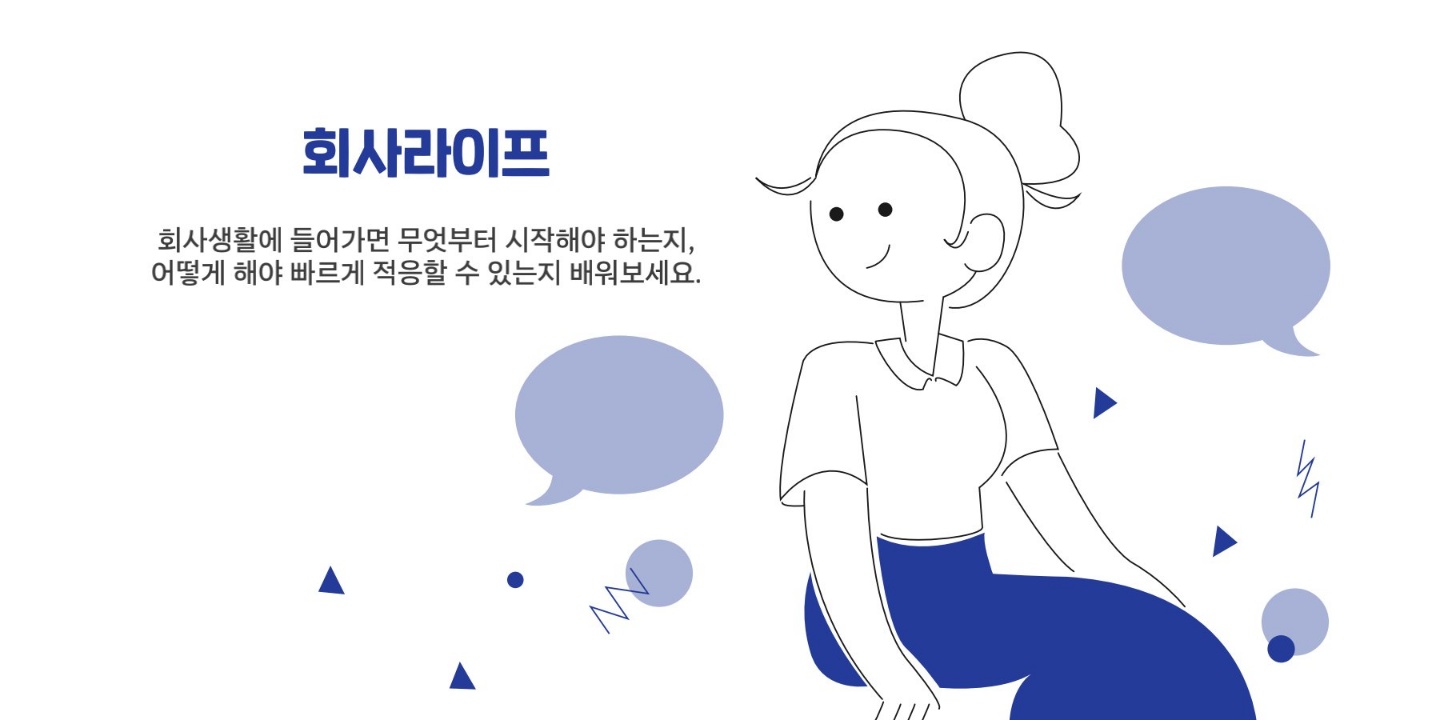 회사라이프
회사생활에 들어가면 무엇부터 시작해야 하는지,
어떻게 해야 빠르게 적응할 수 있는지 배워보세요.